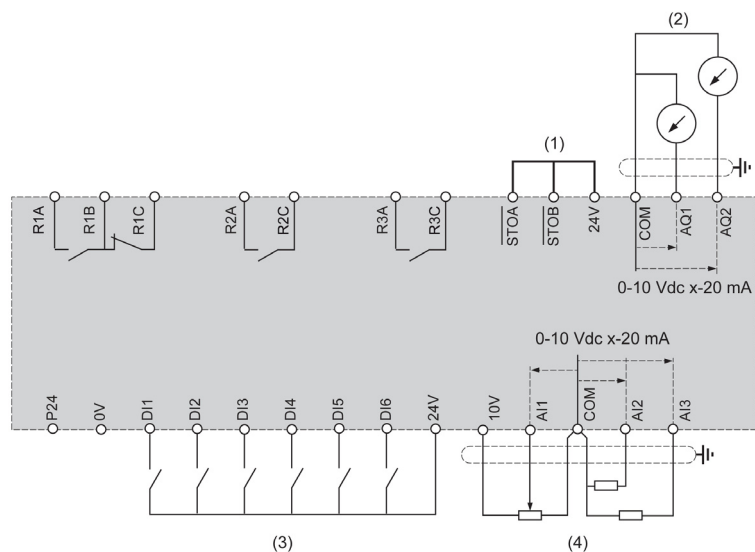 (2)
(1)
R1A
R1B
R1C
R2A
R2C
R3A
R3C
STOA
STOB
24V
COM
AQ1
AQ2
0-10 Vdc x-20 mA
0-10 Vdc x-20 mA
P24
0V
DI1
DI2
DI3
DI4
DI5
DI6
24V
10V
AI1
COM
AI2
AI3
(3)
(4)